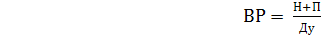 ВР = Н+П
Ду